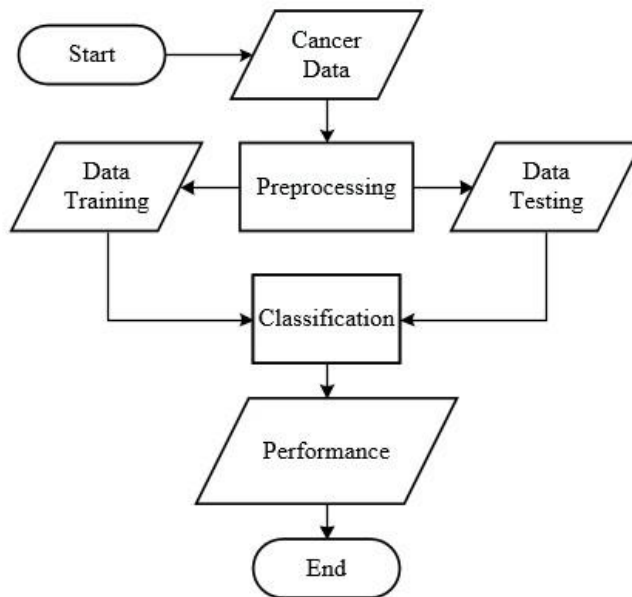 Start
Cancer
Data
Data
Training
Preprocessing
Data
Testing
Classification
Performance
End